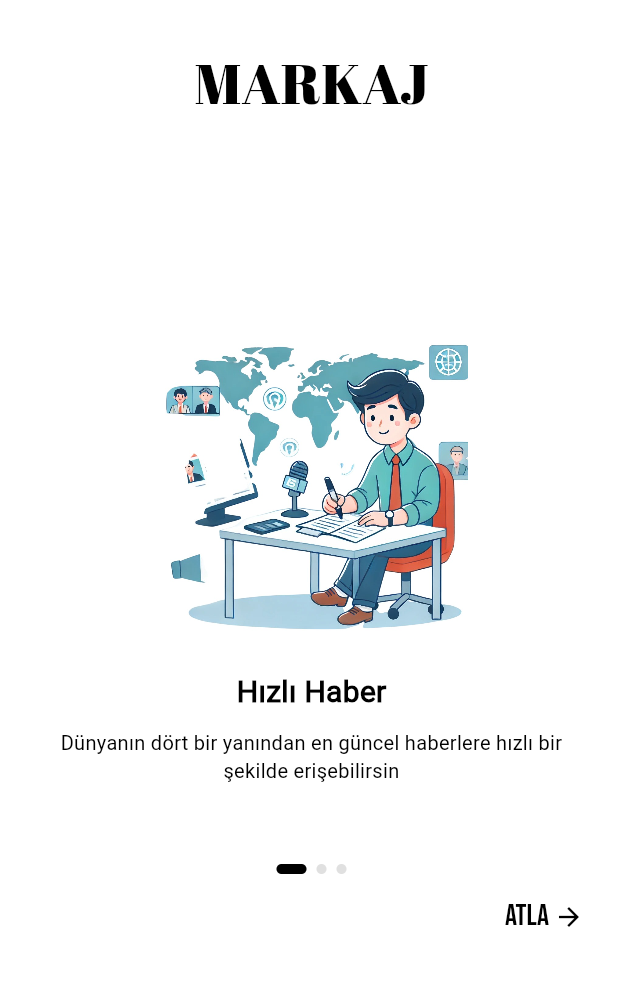 MARKAJ
Hızlı Haber
Dünyanın dört bir yanından en güncel haberlere hızlı bir
şekilde erişebilirsin
ATLA →